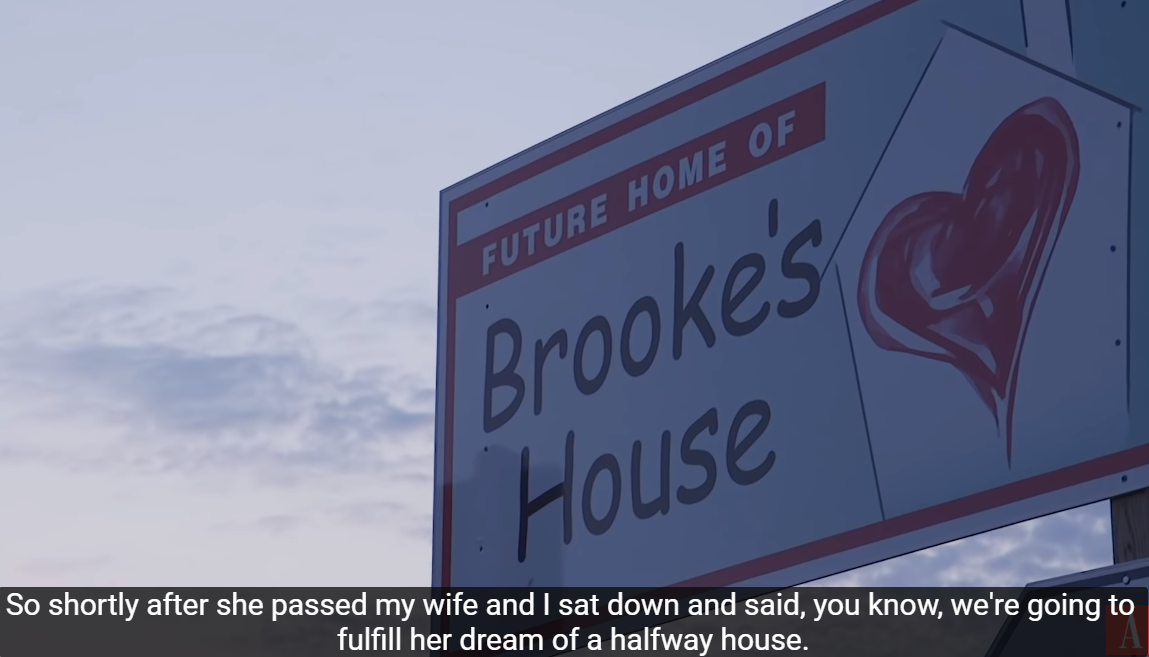 FUTURE HOME OF
Brooke's
House
So shortly after she passed my wife and I sat down and said, you know, we're going to
fulfill her dream of a halfway house.
A